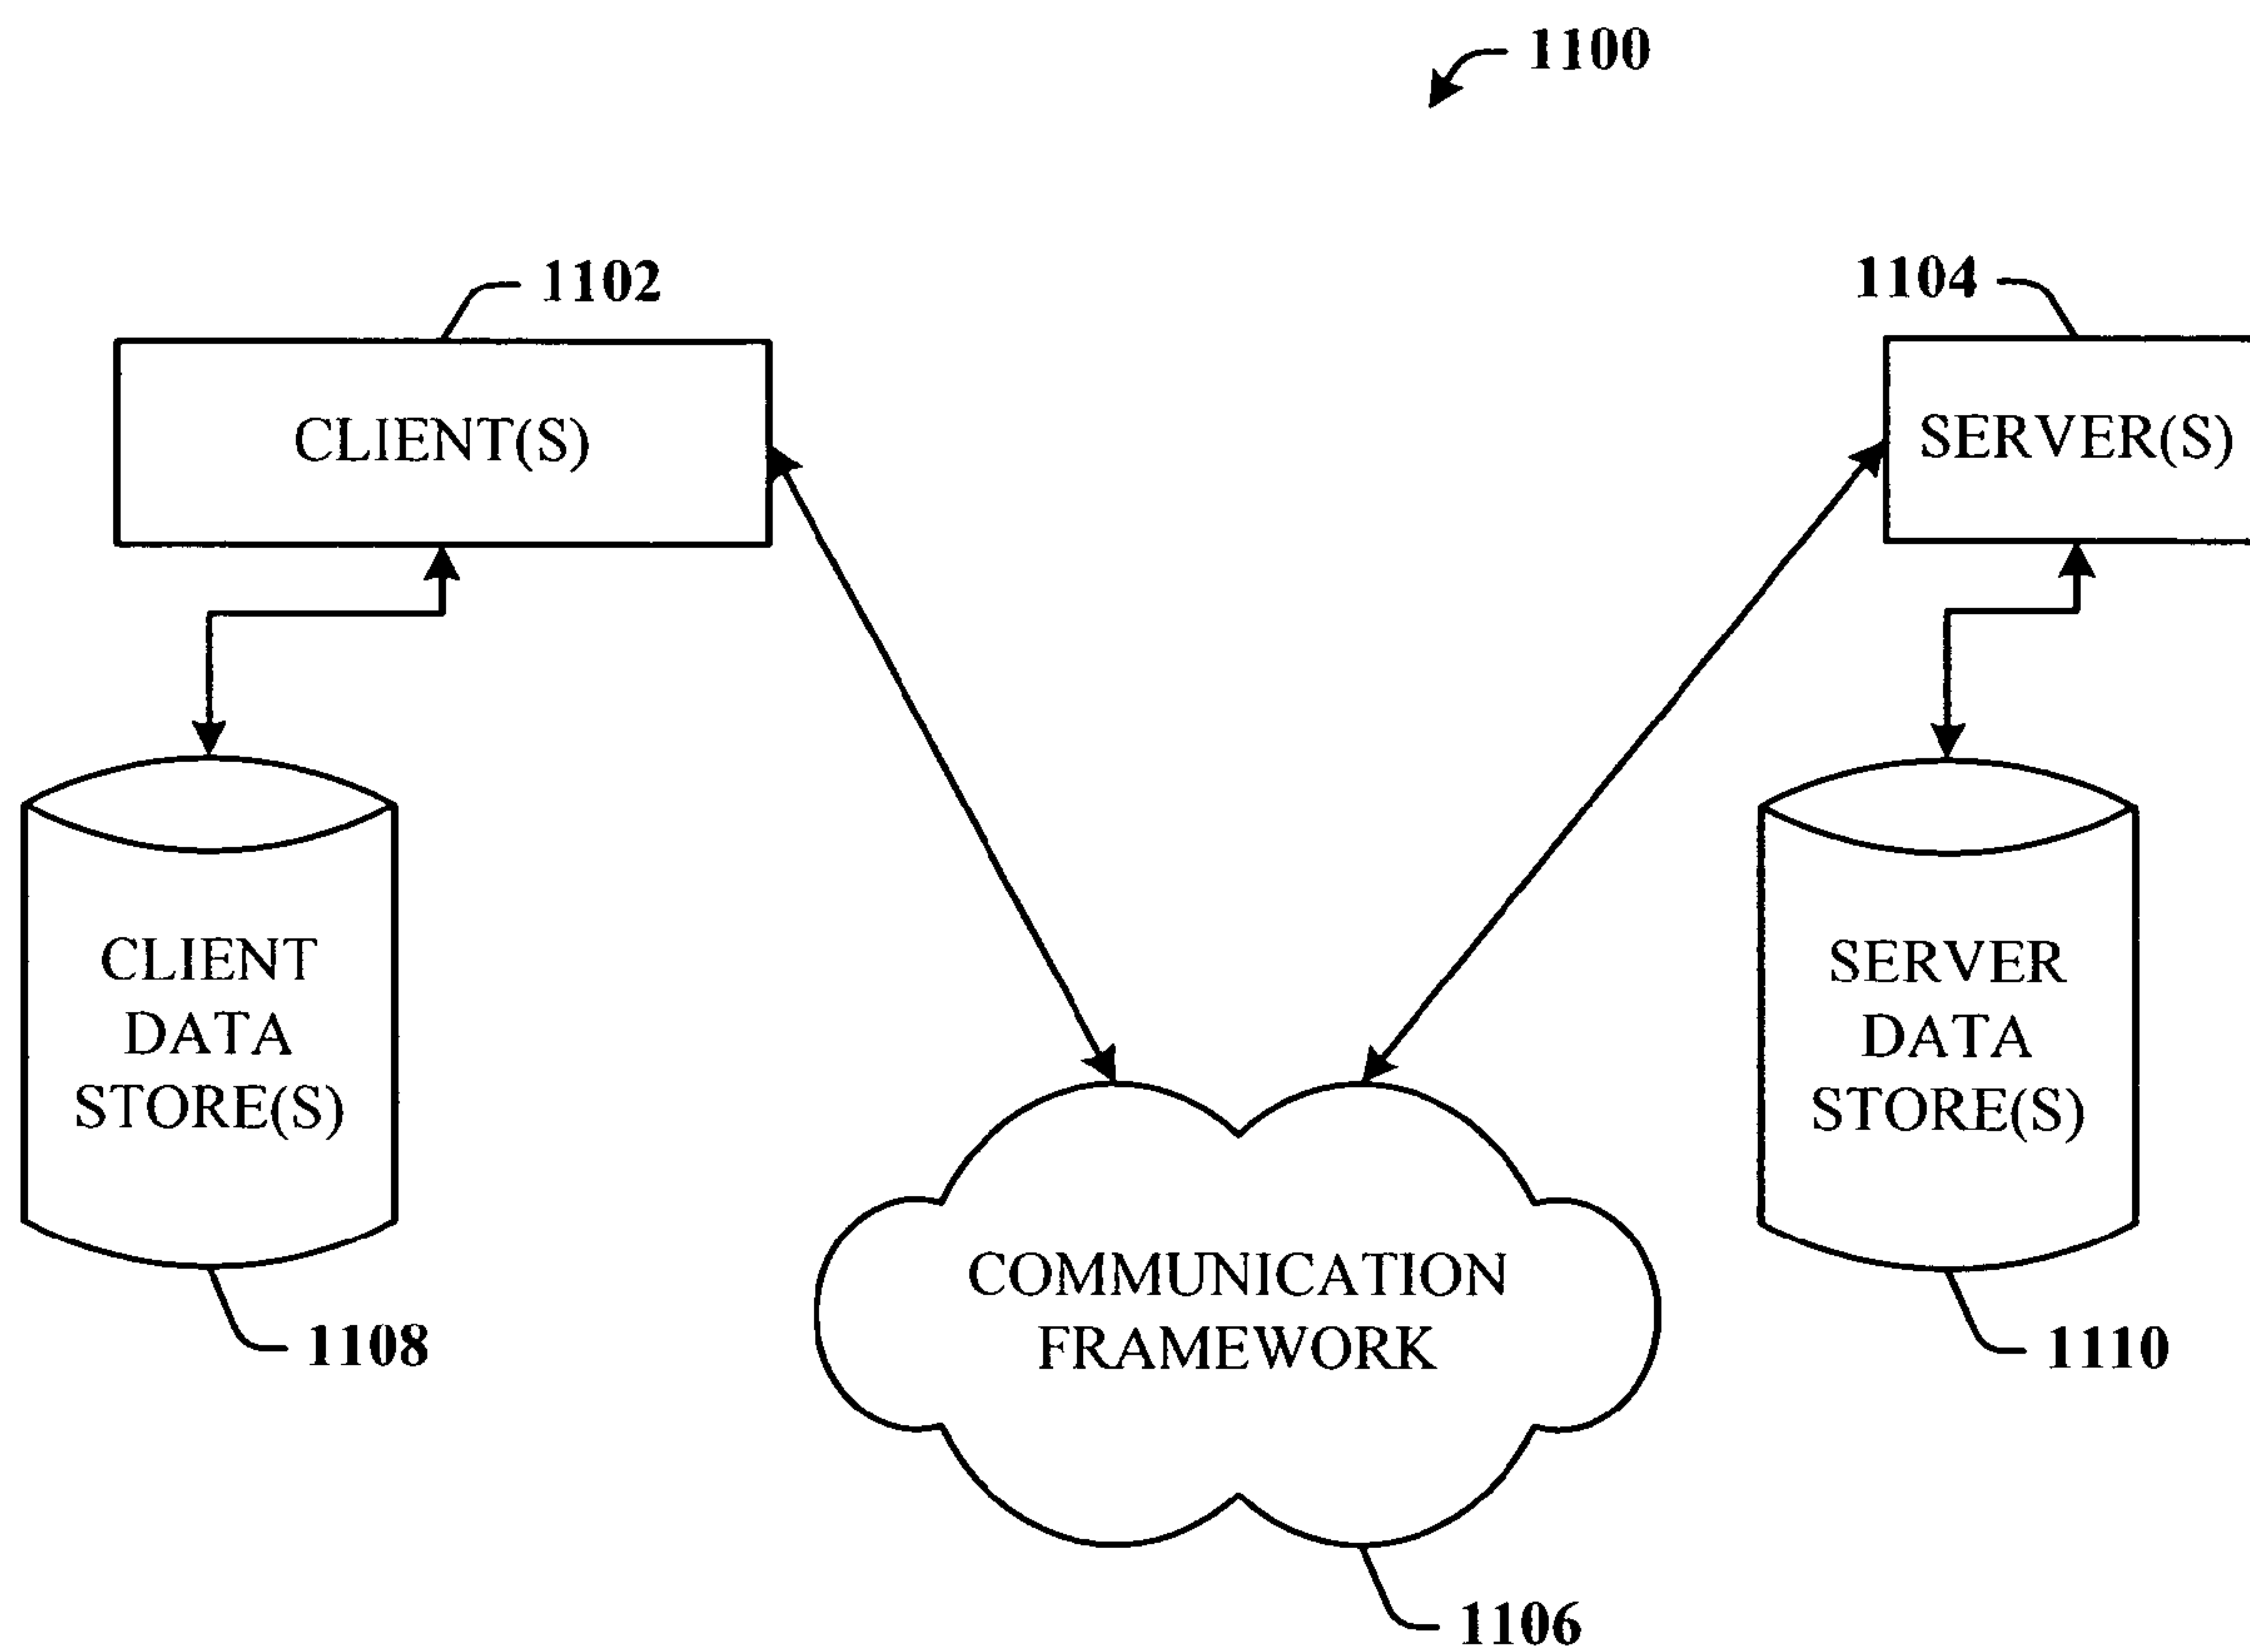 1100
1102
1104
CLIENT(S)
SERVER(S)
CLIENT
DATA
STORE(S)
SERVER
DATA
STORE(S)
COMMUNICATION
FRAMEWORK
1108
1110
1106